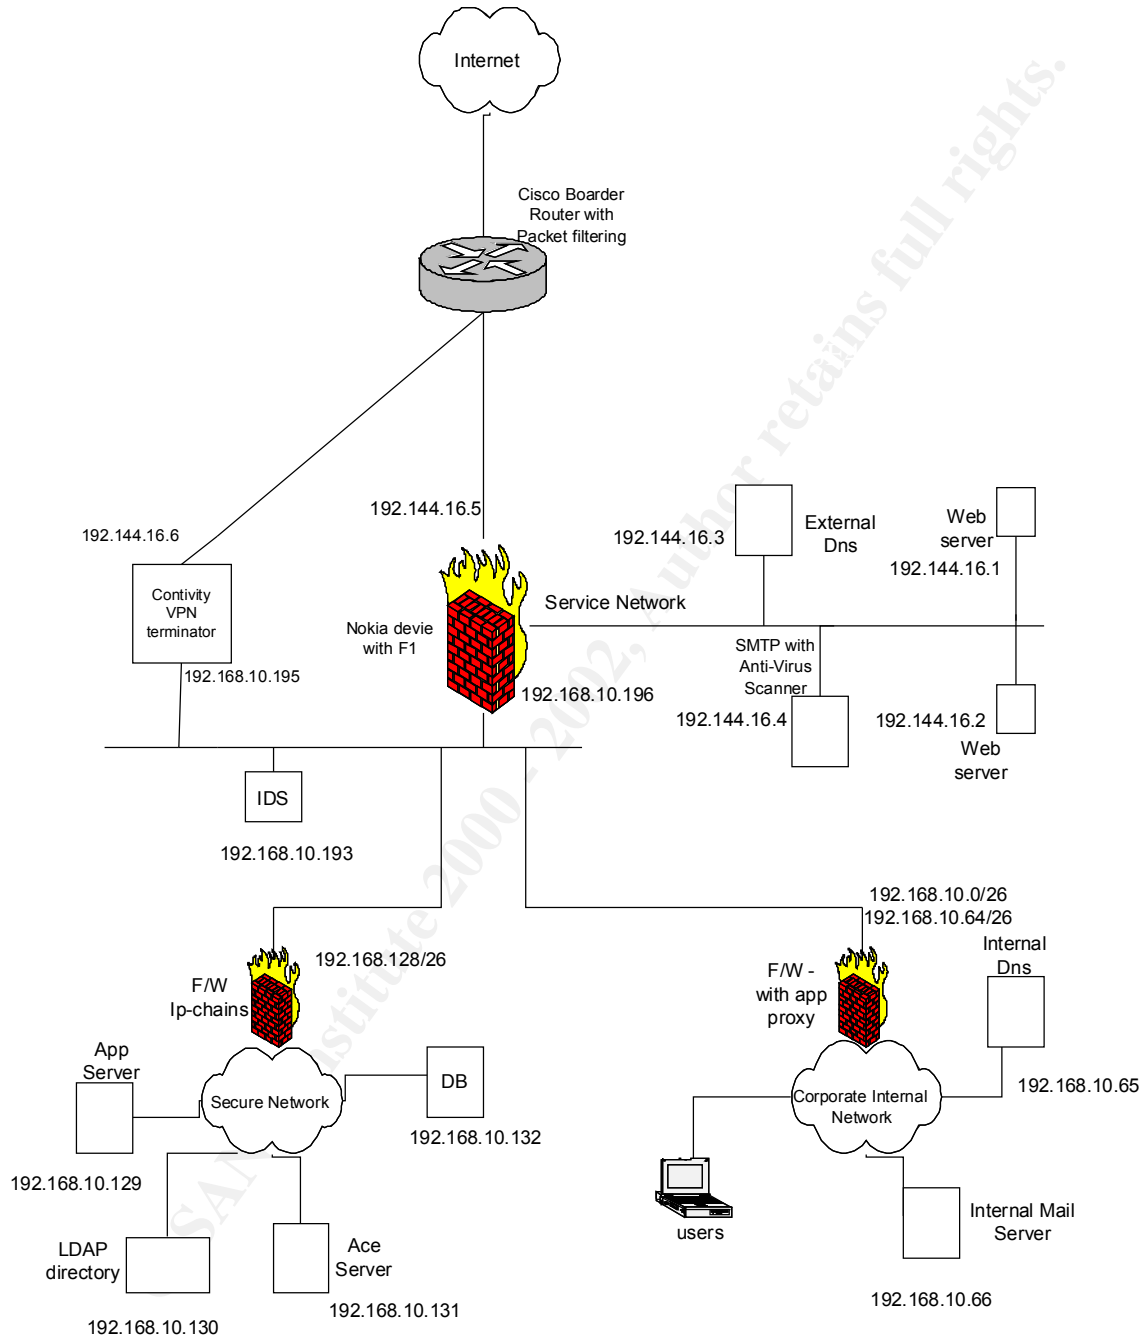 Internet
Cisco Boarder
Router with
Packet filtering
192.144.16.5
192.144.16.6
192.144.16.3
External
Dns
Web
server
192.144.16.1
Contivity
VPN
terminator
Service Network
Nokia devie
with F1
SMTP with
Anti-Virus
Scanner
192.168.10.195
192.168.10.196
192.144.16.4
192.144.16.2
Web
server
IDS
192.168.10.193
192.168.10.0/26
192.168.10.64/26
192.168.128/26
F/W
Ip-chains
F/W -
with app
proxy
Internal
Dns
App
Server
DB
Secure Network
192.168.10.132
Corporate Internal
Network
192.168.10.65
192.168.10.129
users
Internal Mail
Server
LDAP
directory
Ace
Server
192.168.10.66
192.168.10.131
192.168.10.130
SANS Institute 2000 - 2002, Author retains full rights.